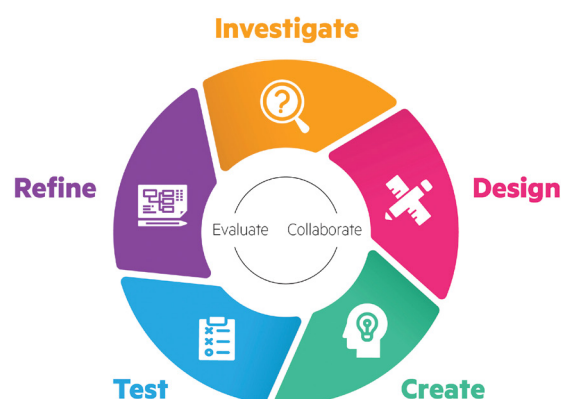 Investigate
Refine
Design
Evaluate Collaborate
Test
Create